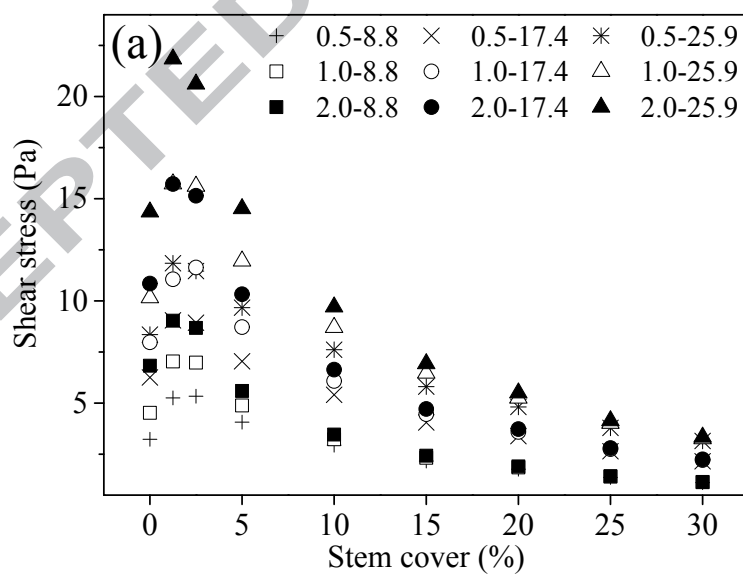 (a)
0.5-8.8 0.5-17.4 0.5-25.9
1.0-8.8 1.0-17.4 1.0-25.9
2.0-8.8 2.0-17.4 2.0-25.9
Shear stress (Pa)
20
15
10
5
0 5 10 15 20 25 30
Stem cover (%)
EPTED